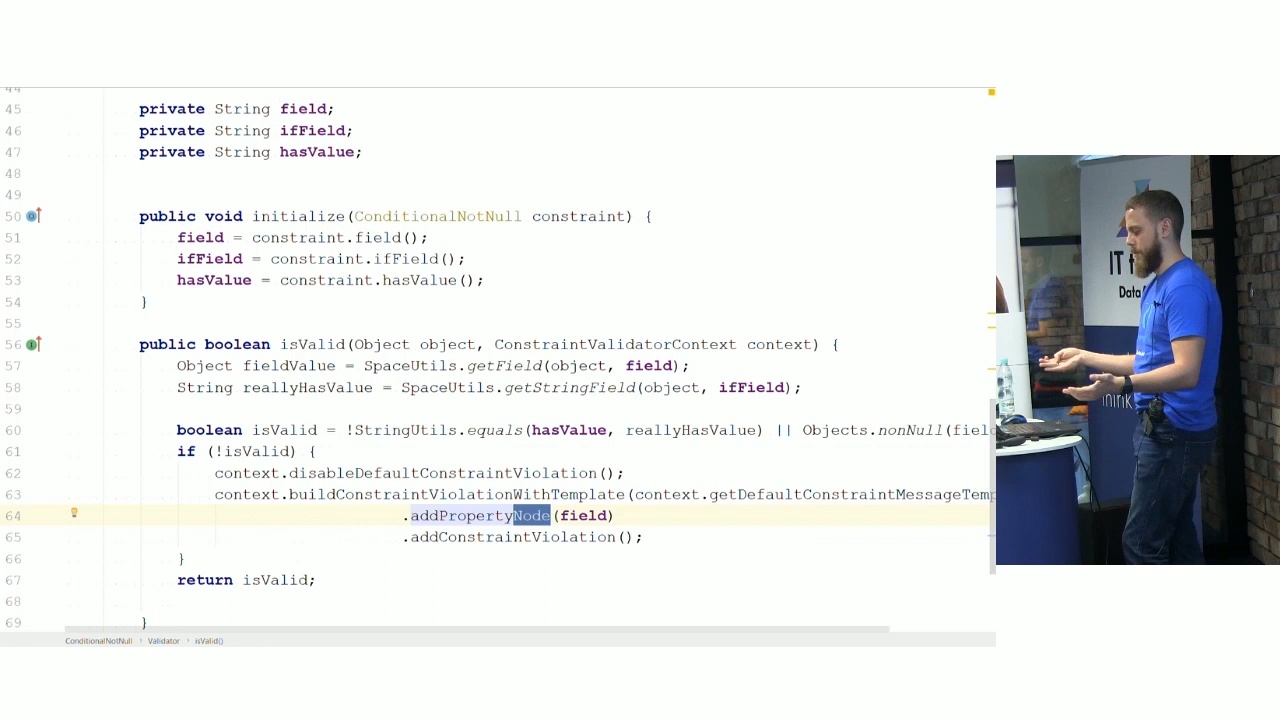 44
45 private String field;
46 private String ifField;
47 private String hasValue;
48
49
50 public void initialize(ConditionalNotNull constraint) {
51 field = constraint.field();
52 ifField = constraint.ifField();
53 hasValue = constraint.hasValue();
54 }
55
56 public boolean isValid(Object object, ConstraintValidatorContext context) {
57 Object fieldValue = SpaceUtils.getField(object, field);
58 String reallyHasValue = SpaceUtils.getStringField(object, ifField);
59
60 boolean isValid = !StringUtils.equals(hasValue, reallyHasValue) || Objects.nonNull(fiel
61 if (!isValid) {
62 context.disableDefaultConstraintViolation();
63 context.buildConstraintViolationWithTemplate(context.getDefaultConstraintMessageTemp
64 .addPropertyNode(field)
65 .addConstraintViolation();
66 }
67 return isValid;
68
69 }
ConditionalNotNull › Validator › isValid()
IT t
Data
think